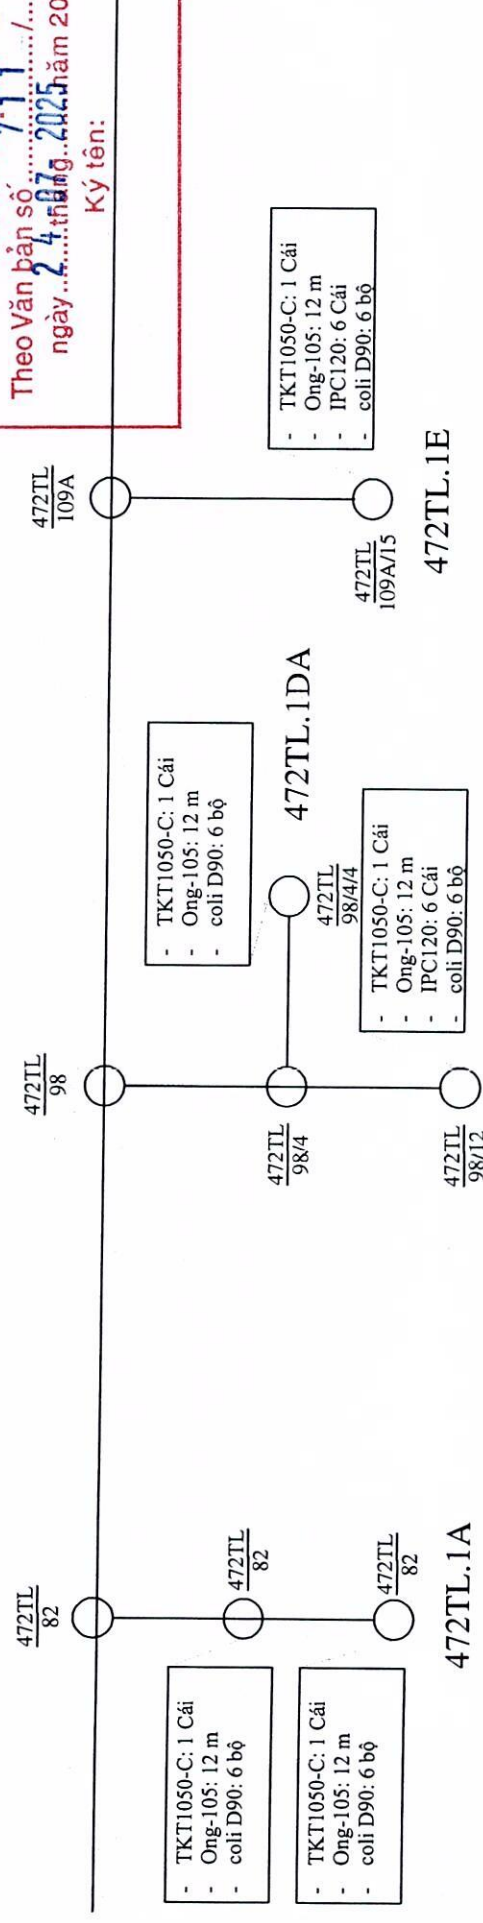 Theo Văn bản số
711
24-07-2025
ngày
tháng
năm 20
Ký tên:
472TL
82
472TL
98
472TL
109A
- TKT1050-C: 1 Cái
- Ong-105: 12 m
- coli D90: 6 bộ
472TL
82
- TKT1050-C: 1 Cái
- Ong-105: 12 m
- coli D90: 6 bộ
472TL
82
472TL.1A
472TL
98/4
- TKT1050-C: 1 Cái
- Ong-105: 12 m
- coli D90: 6 bộ
472TL
98/4/4
472TL.1DA
472TL
98/12
- TKT1050-C: 1 Cái
- Ong-105: 12 m
- IPC120: 6 Cái
- coli D90: 6 bộ
- TKT1050-C: 1 Cái
- Ong-105: 12 m
- IPC120: 6 Cái
- coli D90: 6 bộ
472TL
109A/15
472TL.1E